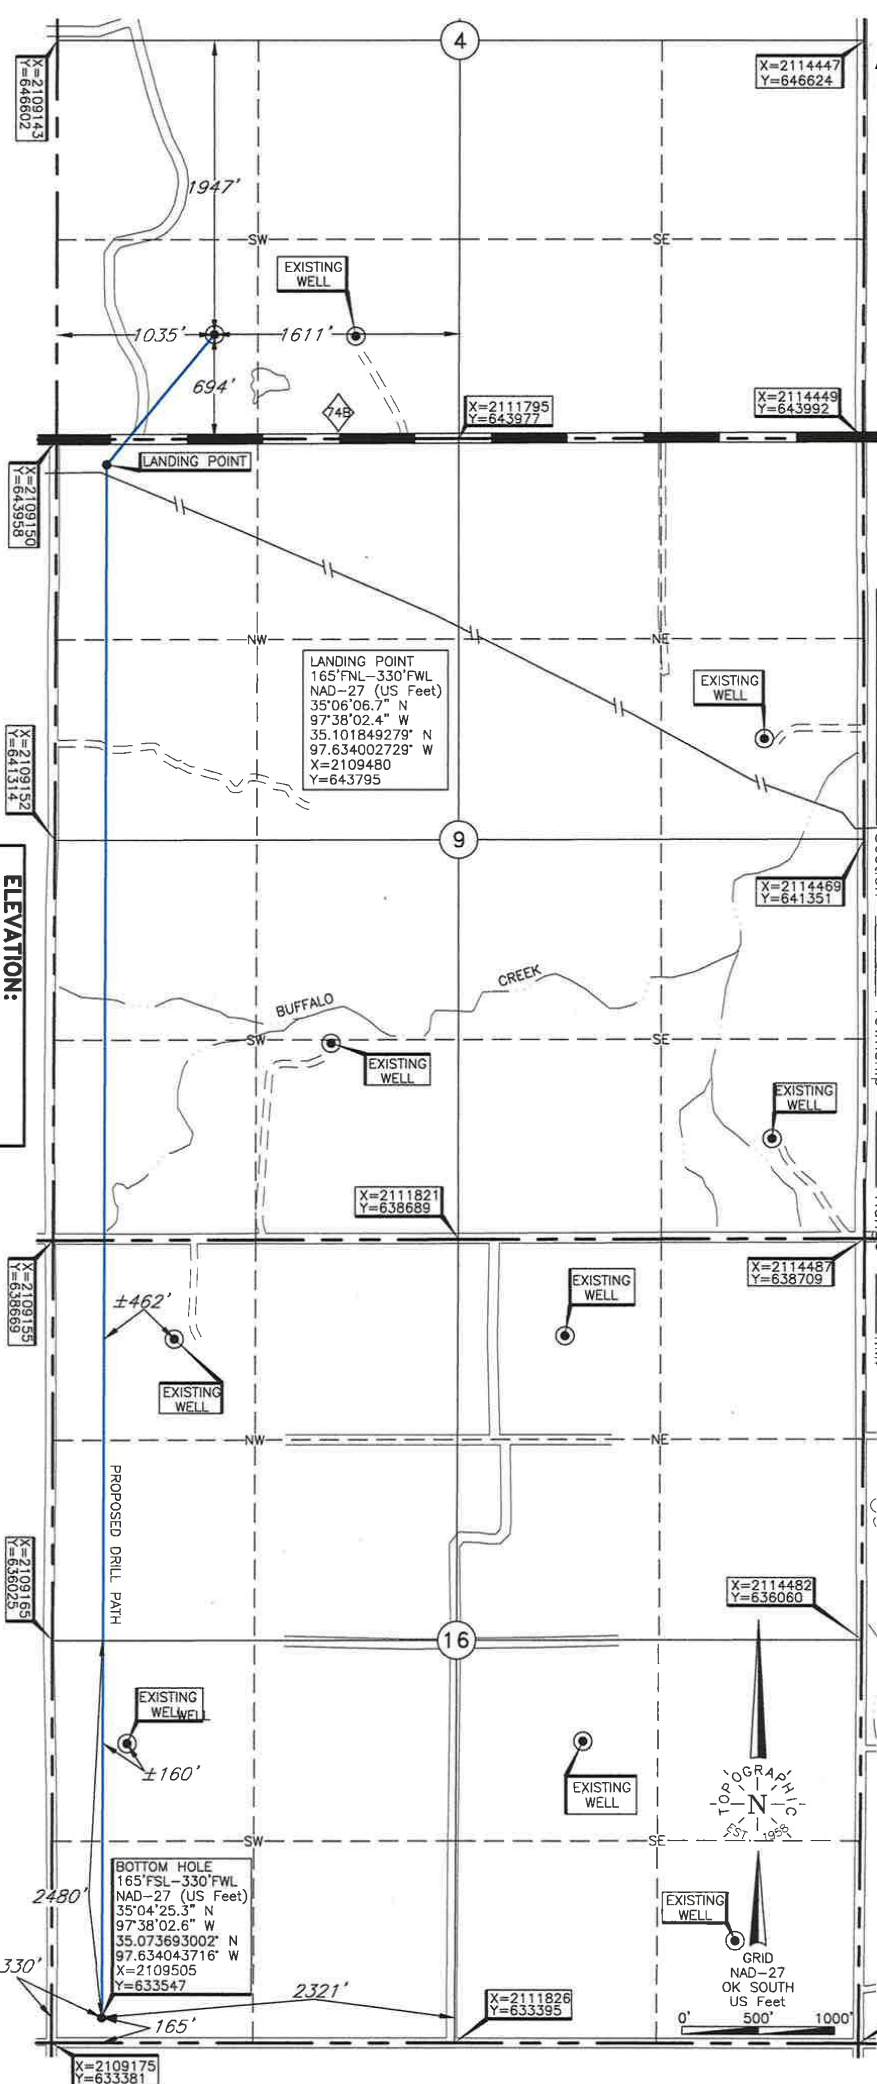 4
X=2109143
Y=646602
X=2114447
Y=646624
1947'
SW
SE
EXISTING
WELL
1035'
1611'
694'
74B
X=2111795
Y=643977
X=2114449
Y=643992
LANDING POINT
X=2109150
Y=643958
NW
NE
LANDING POINT
165'FNL-330'FWL
NAD-27 (US Feet)
35°06'06.7" N
97°38'02.4" W
35.101849279° N
97.634002729° W
X=2109480
Y=643795
EXISTING
WELL
X=2109152
Y=641314
9
X=2114469
Y=641351
ELEVATION:
BUFFALO
CREEK
SW
SE
EXISTING
WELL
EXISTING
WELL
X=2111821
Y=638689
X=2109155
Y=638669
X=2114487
Y=638709
±462'
EXISTING
WELL
EXISTING
WELL
NW
NE
PROPOSED DRILL PATH
X=2109165
Y=636025
X=2114482
Y=636060
16
EXISTING
WELL
WELL
±160'
EXISTING
WELL
TOPOGRAPHIC
N
EST. 1958
SW
SE
BOTTOM HOLE
165'FSL-330'FWL
NAD-27 (US Feet)
35°04'25.3" N
97°38'02.6" W
35.073693002° N
97.634043716° W
X=2109505
Y=633547
2480'
EXISTING
WELL
GRID
NAD-27
OK SOUTH
US Feet
0' 500' 1000'
330'
2321'
165'
X=2111826
Y=633395
X=2109175
Y=633381